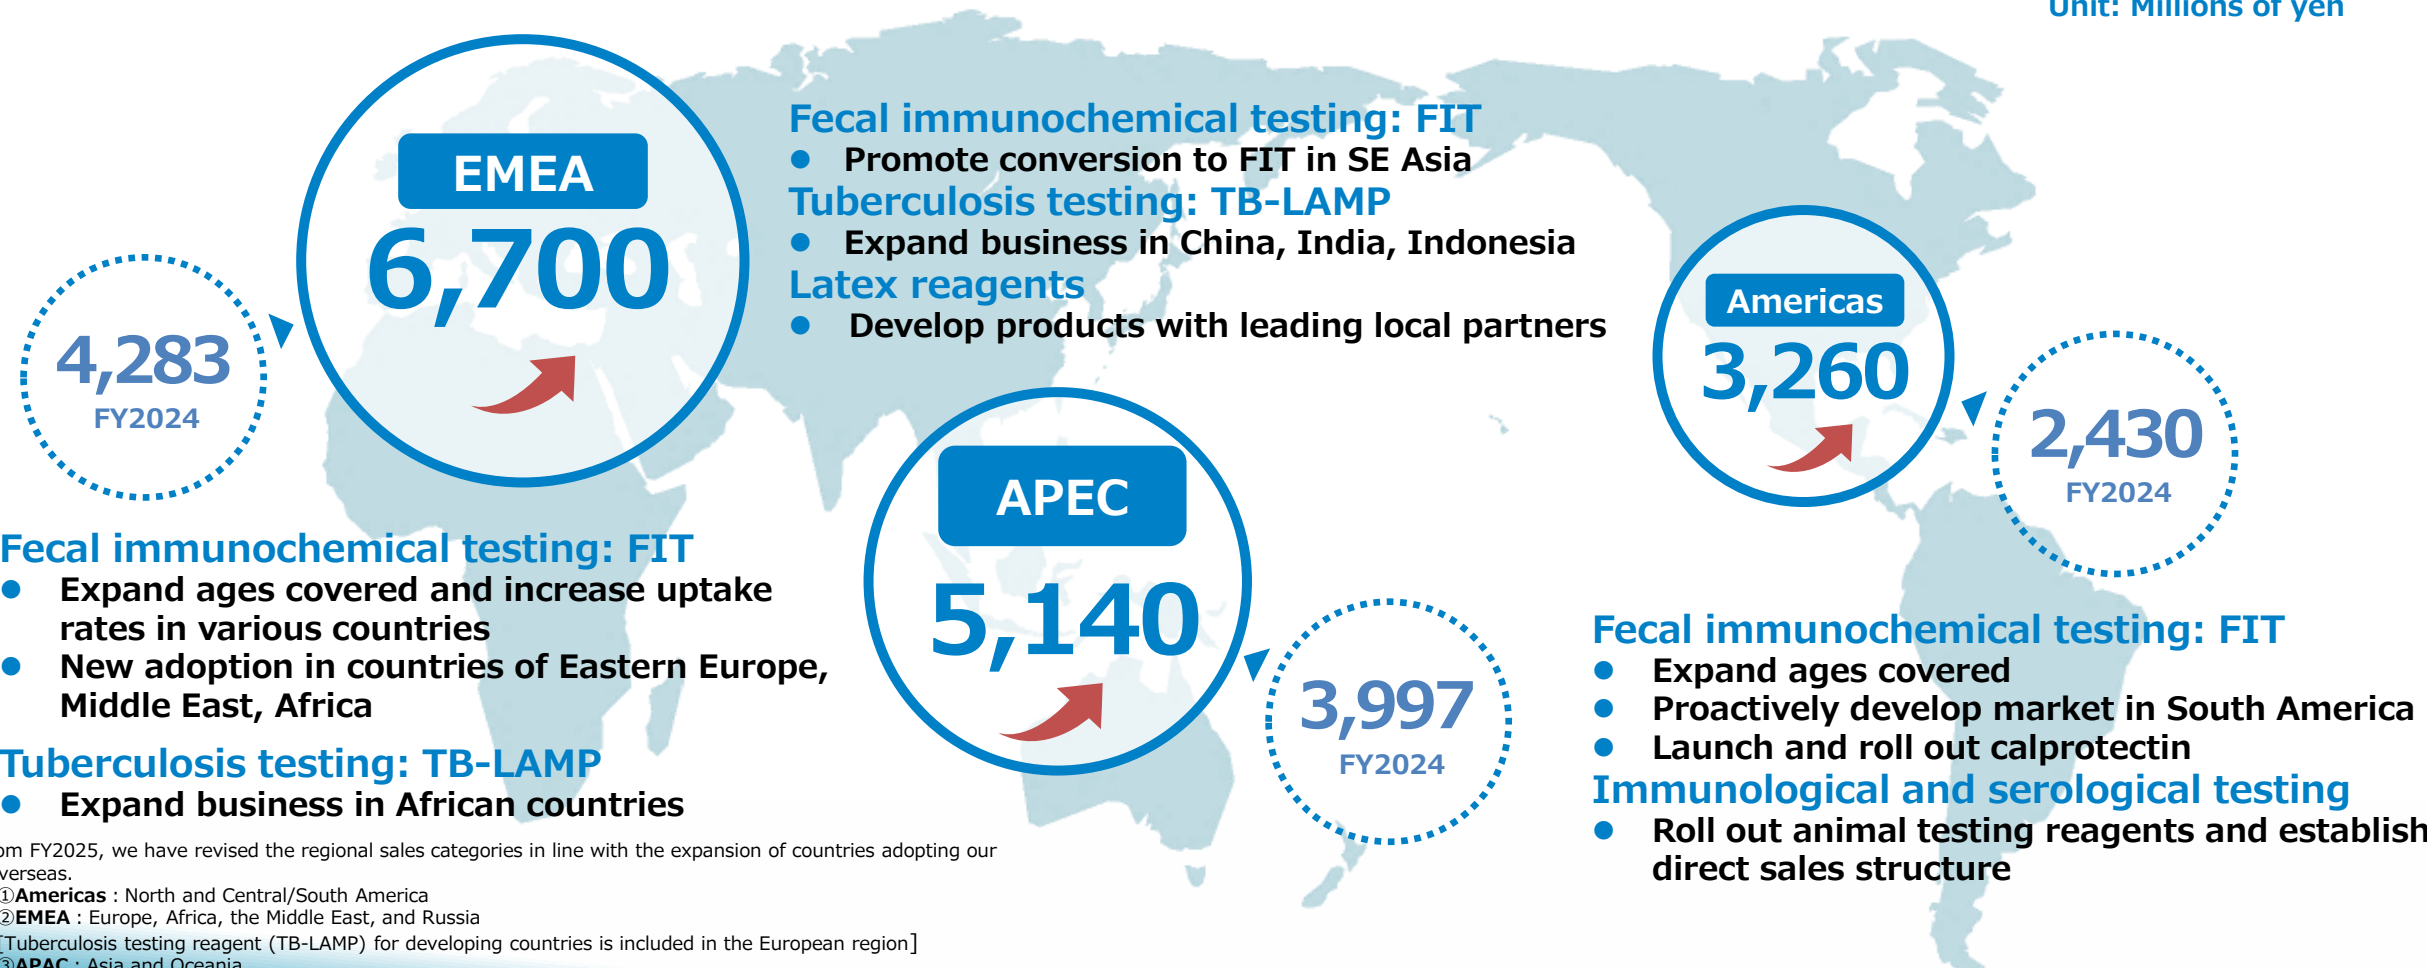 Unit: Millions of yen
EMEA
6,700
4,283
FY2024
Fecal immunochemical testing: FIT
● Promote conversion to FIT in SE Asia
Tuberculosis testing: TB-LAMP
● Expand business in China, India, Indonesia
Latex reagents
● Develop products with leading local partners
Americas
3,260
2,430
FY2024
APEC
5,140
3,997
FY2024
Fecal immunochemical testing: FIT
● Expand ages covered and increase uptake
rates in various countries
● New adoption in countries of Eastern Europe,
Middle East, Africa
Tuberculosis testing: TB-LAMP
● Expand business in African countries
Fecal immunochemical testing: FIT
● Expand ages covered
● Proactively develop market in South America
● Launch and roll out calprotectin
Immunological and serological testing
● Roll out animal testing reagents and establish
direct sales structure
om FY2025, we have revised the regional sales categories in line with the expansion of countries adopting our
verseas.
①Americas : North and Central/South America
②EMEA : Europe, Africa, the Middle East, and Russia
[Tuberculosis testing reagent (TB-LAMP) for developing countries is included in the European region]
③APAC : Asia and Oceania